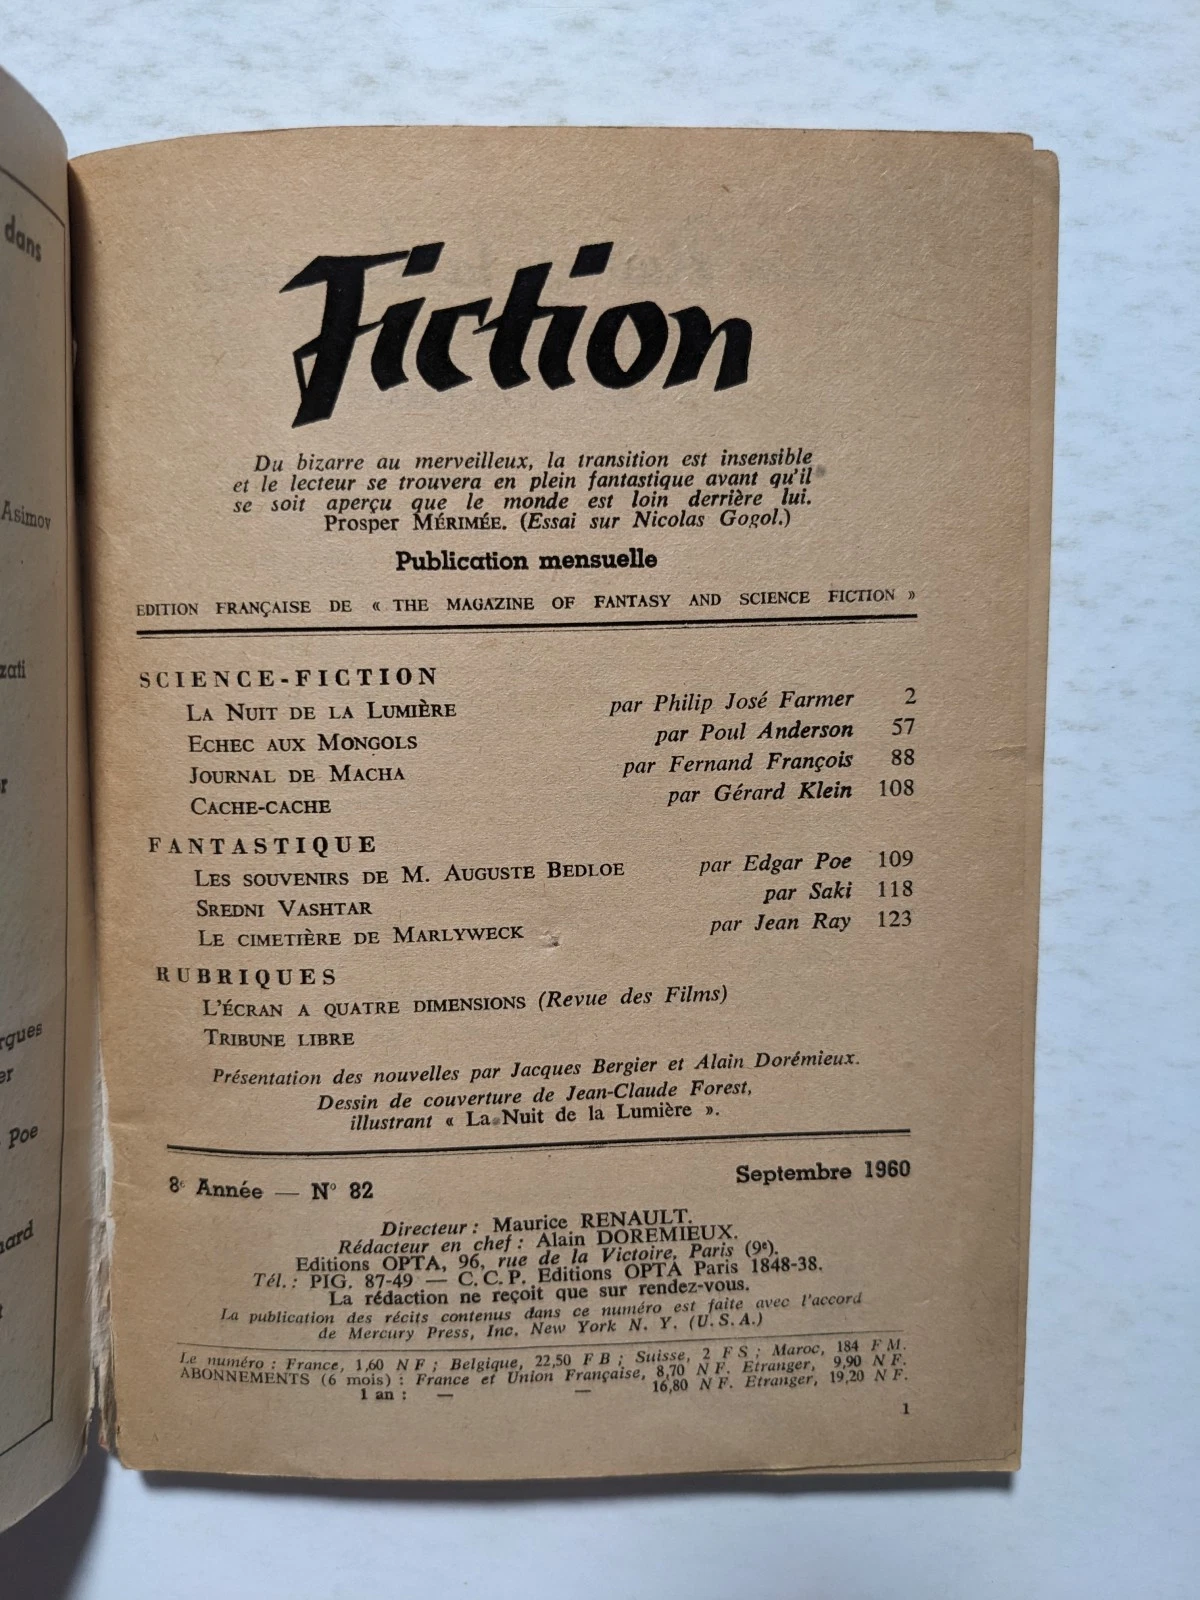 dans
Asimov
Poe
Fiction
Du bizarre au merveilleux, la transition est insensible
et le lecteur se trouvera en plein fantastique avant qu'il
se soit aperçu que le monde est loin derrière lui.
Prosper MÉRIMÉE. (Essai sur Nicolas Gogol.)
Publication mensuelle
EDITION FRANÇAISE DE « THE MAGAZINE OF FANTASY AND SCIENCE FICTION »
SCIENCE-FICTION
LA NUIT DE LA LUMIÈRE par Philip José Farmer 2
ECHEC AUX MONGOLS par Poul Anderson 57
JOURNAL DE MACHA par Fernand François 88
CACHE-CACHE par Gérard Klein 108
FANTASTIQUE
LES SOUVENIRS DE M. AUGUSTE BEDLOE par Edgar Poe 109
SREDNI VASHTAR par Saki 118
LE CIMETIÈRE DE MARLYWECK par Jean Ray 123
RUBRIQUES
L'ÉCRAN A QUATRE DIMENSIONS (Revue des Films)
TRIBUNE LIBRE
Présentation des nouvelles par Jacques Bergier et Alain Dorémieux.
Dessin de couverture de Jean-Claude Forest,
illustrant « La Nuit de la Lumière ».
8e Année — N° 82 Septembre 1960
Directeur : Maurice RENAULT.
Rédacteur en chef : Alain DOREMIEUX.
Editions OPTA, 96, rue de la Victoire, Paris (9e).
Tél. : PIG. 87-49 — C. C. P. Editions OPTA Paris 1848-38.
La rédaction ne reçoit que sur rendez-vous.
La publication des récits contenus dans ce numéro est faite avec l'accord
de Mercury Press, Inc. New York N. Y. (U. S. A.)
Le numéro : France, 1,60 N F ; Belgique, 22,50 F B ; Suisse, 2 F S ; Maroc, 184 F M.
ABONNEMENTS (6 mois) : France et Union Française, 8,70 N F. Etranger, 9,90 N F.
1 an : — — 16,80 N F. Etranger, 19,20 N F.
1